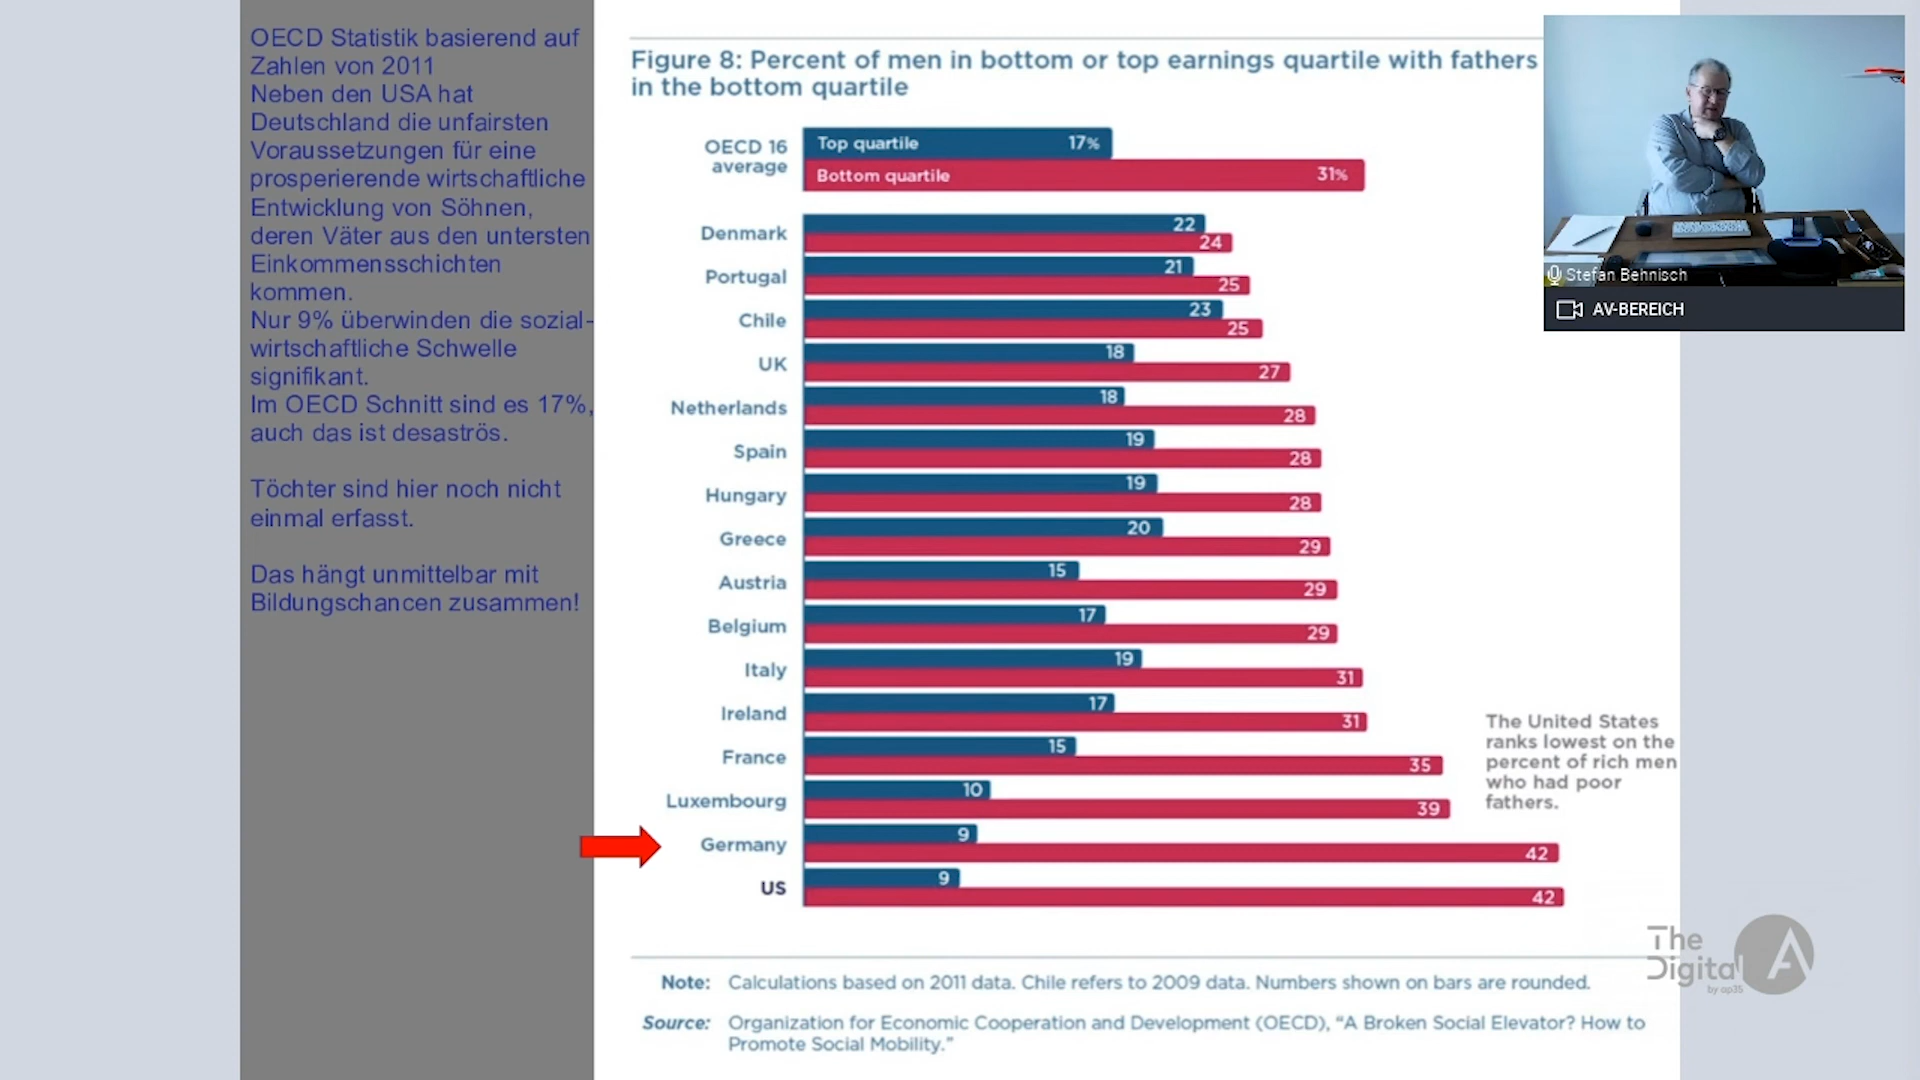 OECD Statistik basierend auf
Zahlen von 2011
Neben den USA hat
Deutschland die unfairsten
Voraussetzungen für eine
prosperierende wirtschaftliche
Entwicklung von Söhnen,
deren Väter aus den untersten
Einkommensschichten
kommen.
Nur 9% überwinden die sozial-
wirtschaftliche Schwelle
signifikant.
Im OECD Schnitt sind es 17%,
auch das ist desaströs.
Töchter sind hier noch nicht
einmal erfasst.
Das hängt unmittelbar mit
Bildungschancen zusammen!
Figure 8: Percent of men in bottom or top earnings quartile with fathers
in the bottom quartile
OECD 16
average
Top quartile 17%
Bottom quartile 31%
Denmark 22
24
Portugal 21
25
Chile 23
25
UK 18
27
Netherlands 18
28
Spain 19
28
Hungary 19
28
Greece 20
29
Austria 15
29
Belgium 17
29
Italy 19
31
Ireland 17
31
France 15
35
Luxembourg 10
39
Germany 9
42
US 9
42
The United States
ranks lowest on the
percent of rich men
who had poor
fathers.
Note: Calculations based on 2011 data. Chile refers to 2009 data. Numbers shown on bars are rounded.
Source: Organization for Economic Cooperation and Development (OECD), “A Broken Social Elevator? How to
Promote Social Mobility.”
Stefan Behnisch
AV-BEREICH
The
Digital
by ap35
A